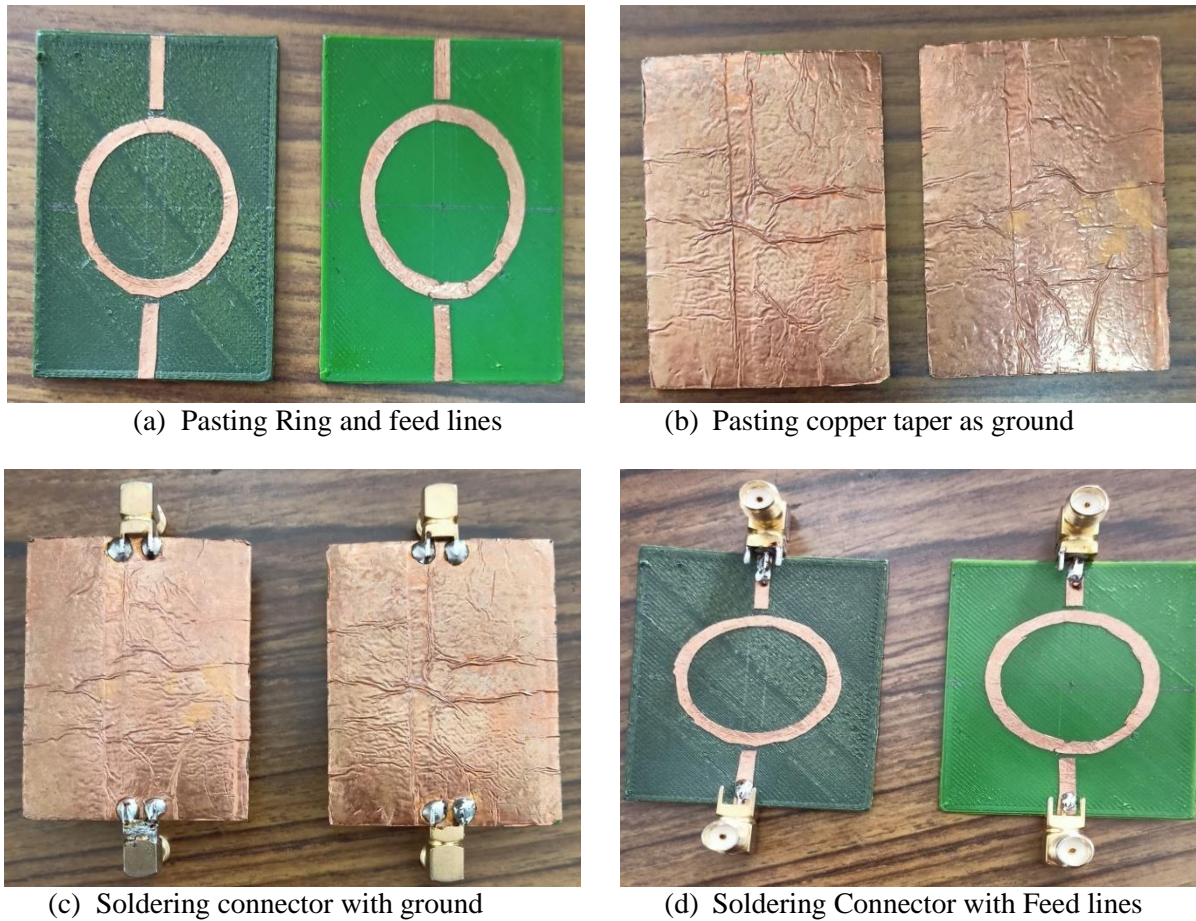 (a) Pasting Ring and feed lines
(b) Pasting copper taper as ground
(c) Soldering connector with ground
(d) Soldering Connector with Feed lines